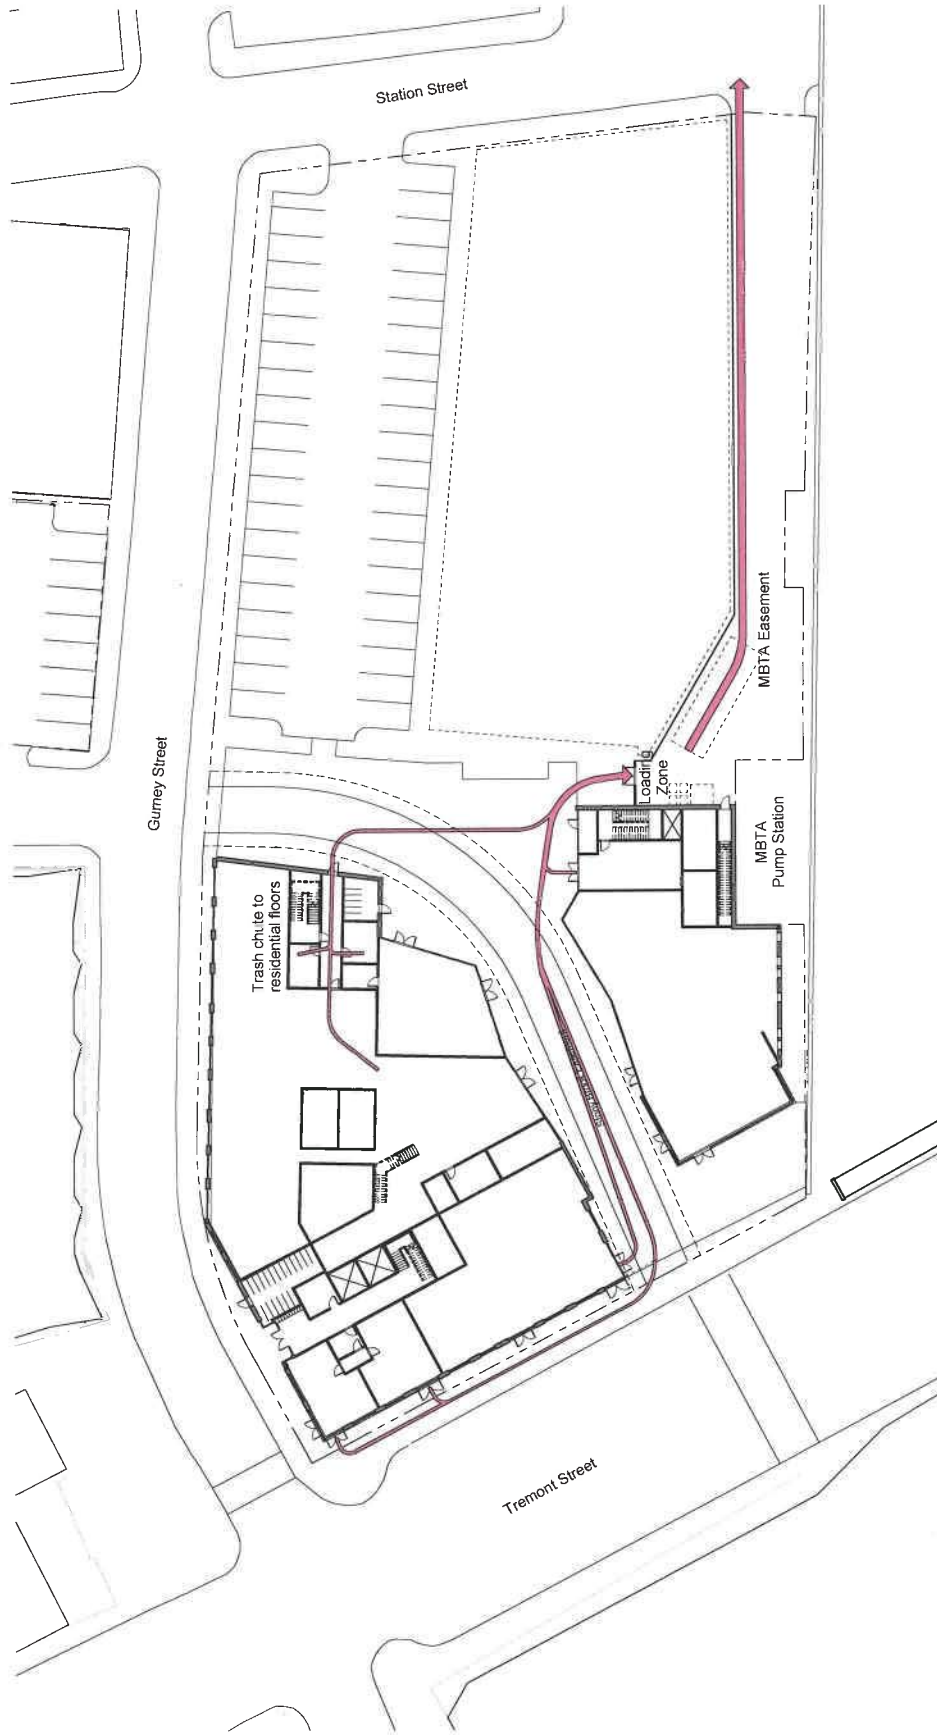 Station Street
Gurney Street
MBTA Easement
Loading
Zone
MBTA
Pump Station
Trash chute to
residential floors
Tremont Street